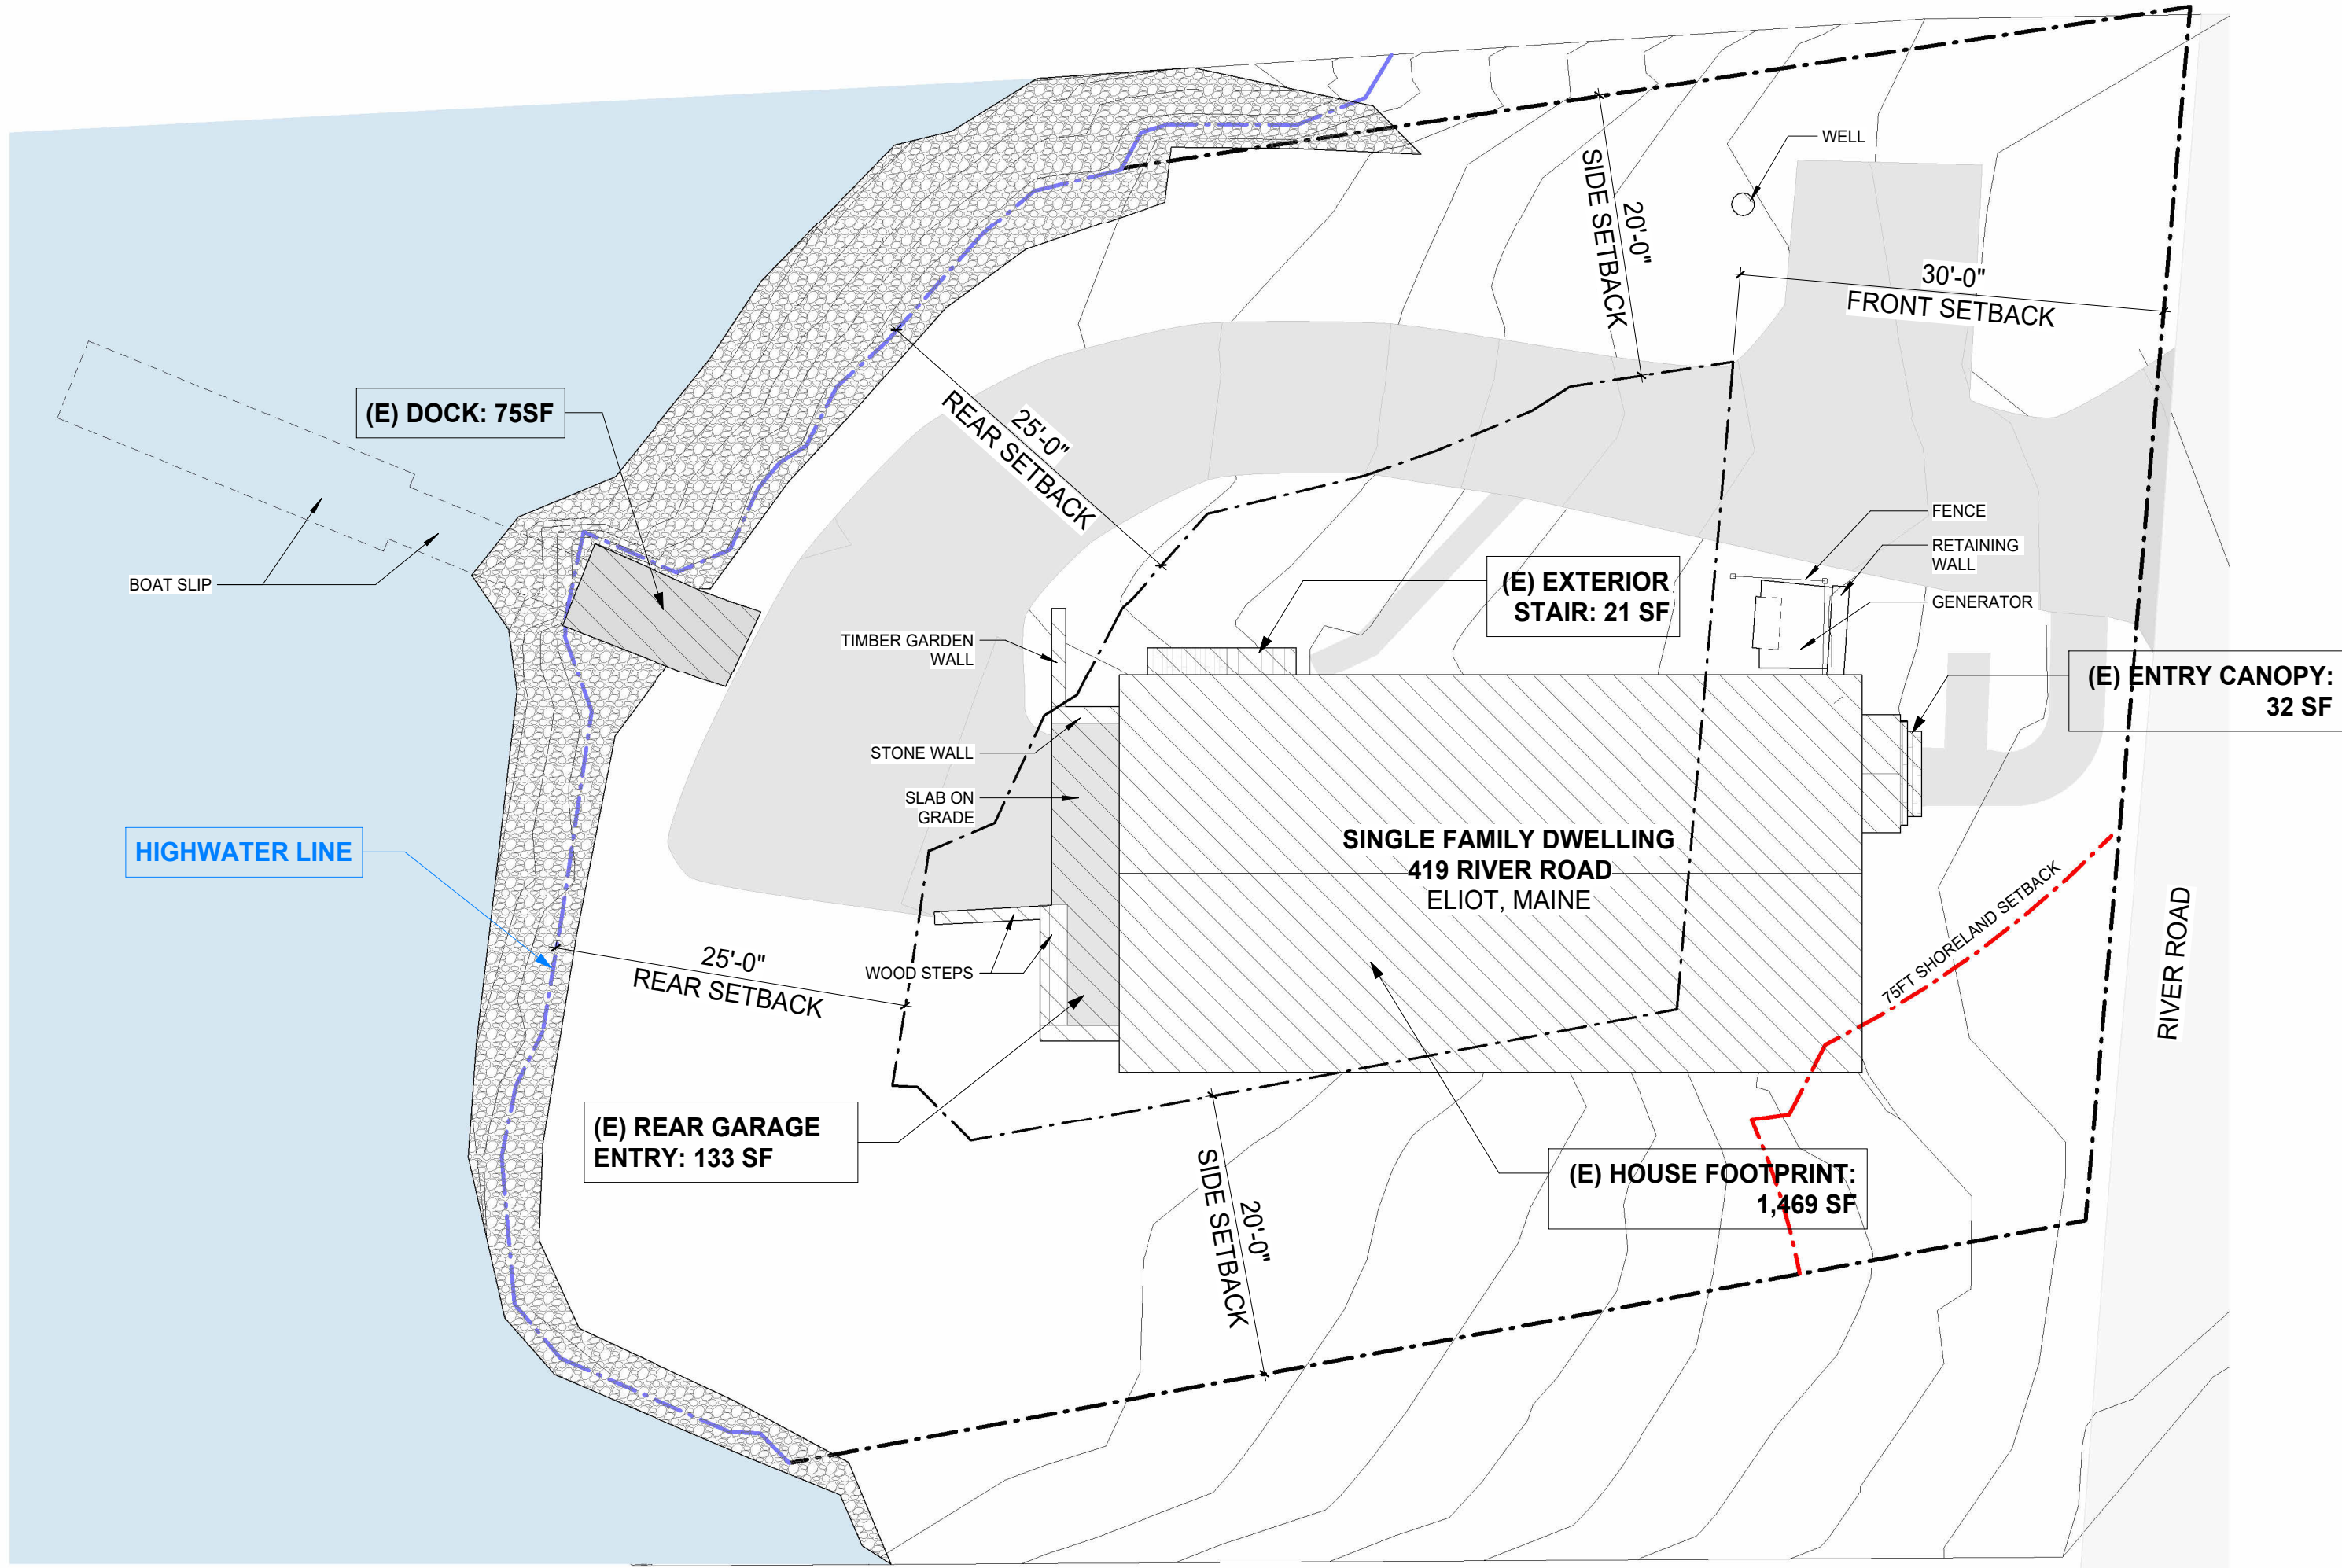 WELL
20'-0"
SIDE SETBACK
30'-0"
FRONT SETBACK
(E) DOCK: 75SF
25'-0"
REAR SETBACK
FENCE
RETAINING
WALL
GENERATOR
BOAT SLIP
(E) EXTERIOR
STAIR: 21 SF
TIMBER GARDEN
WALL
(E) ENTRY CANOPY:
32 SF
STONE WALL
SLAB ON
GRADE
HIGHWATER LINE
SINGLE FAMILY DWELLING
419 RIVER ROAD
ELIOT, MAINE
75FT SHORELAND SETBACK
RIVER ROAD
25'-0"
REAR SETBACK
WOOD STEPS
(E) REAR GARAGE
ENTRY: 133 SF
20'-0"
SIDE SETBACK
(E) HOUSE FOOTPRINT:
1,469 SF